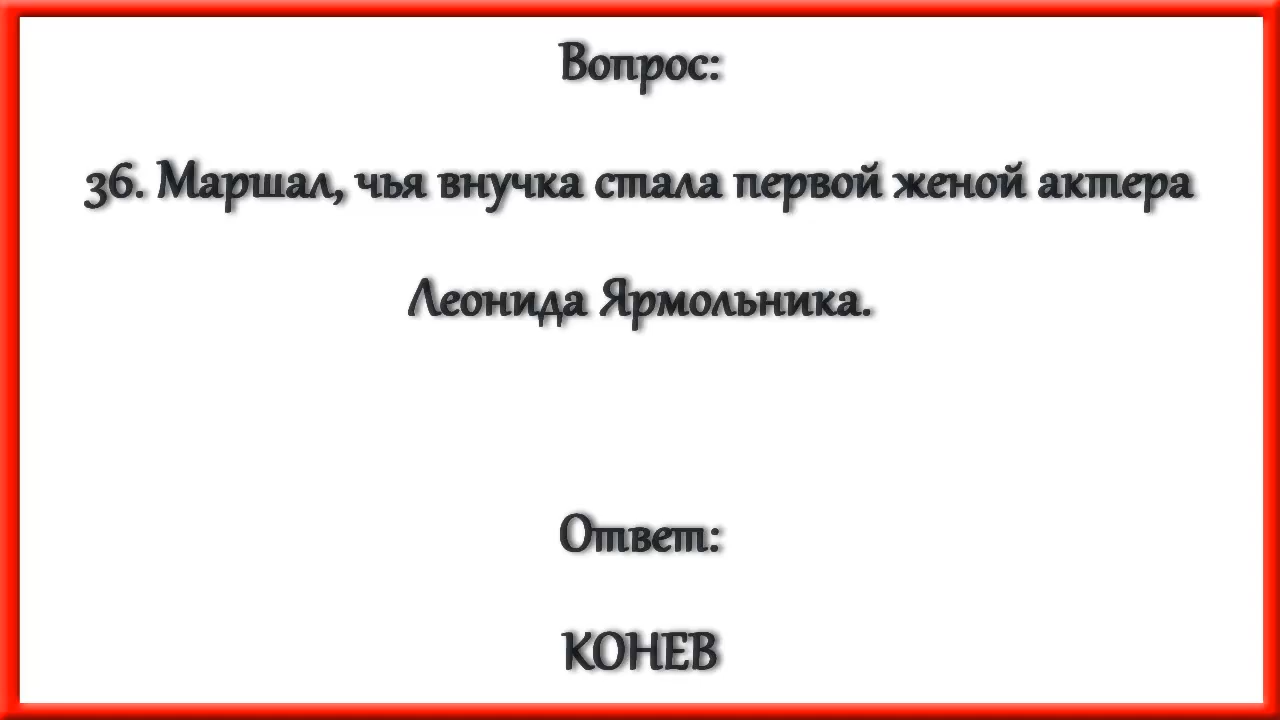 Вопрос:
36. Маршал, чья внучка стала первой женой актера
Леонида Ярмольника.
Ответ:
КОНЕВ